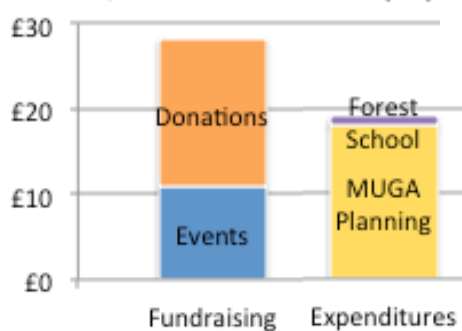 £30
£20
£10
£0
Donations
Events
Forest
School
MUGA
Planning
Fundraising
Expenditures